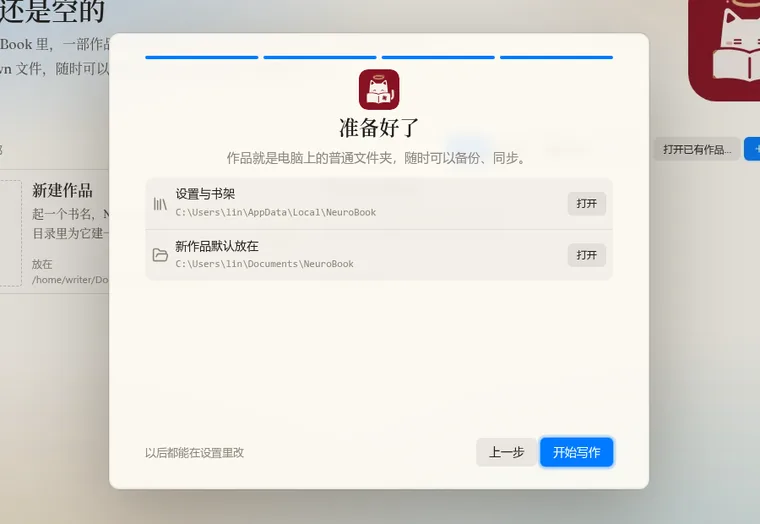 还是空的
Book 里，一部作品
wn 文件，随时可以
准备好了
作品就是电脑上的普通文件夹，随时可以备份、同步。
打开已有作品...
设置与书架
C:\Users\lin\AppData\Local\NeuroBook
打开
新建作品
起一个书名，N
目录里为它建一
新作品默认放在
C:\Users\lin\Documents\NeuroBook
打开
放在
/home/writer/Do
以后都能在设置里改
上一步
开始写作